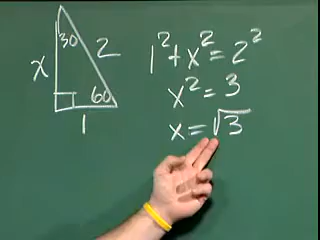 30
x
2
60
1
1² + x² = 2²
x² = 3
x = √3